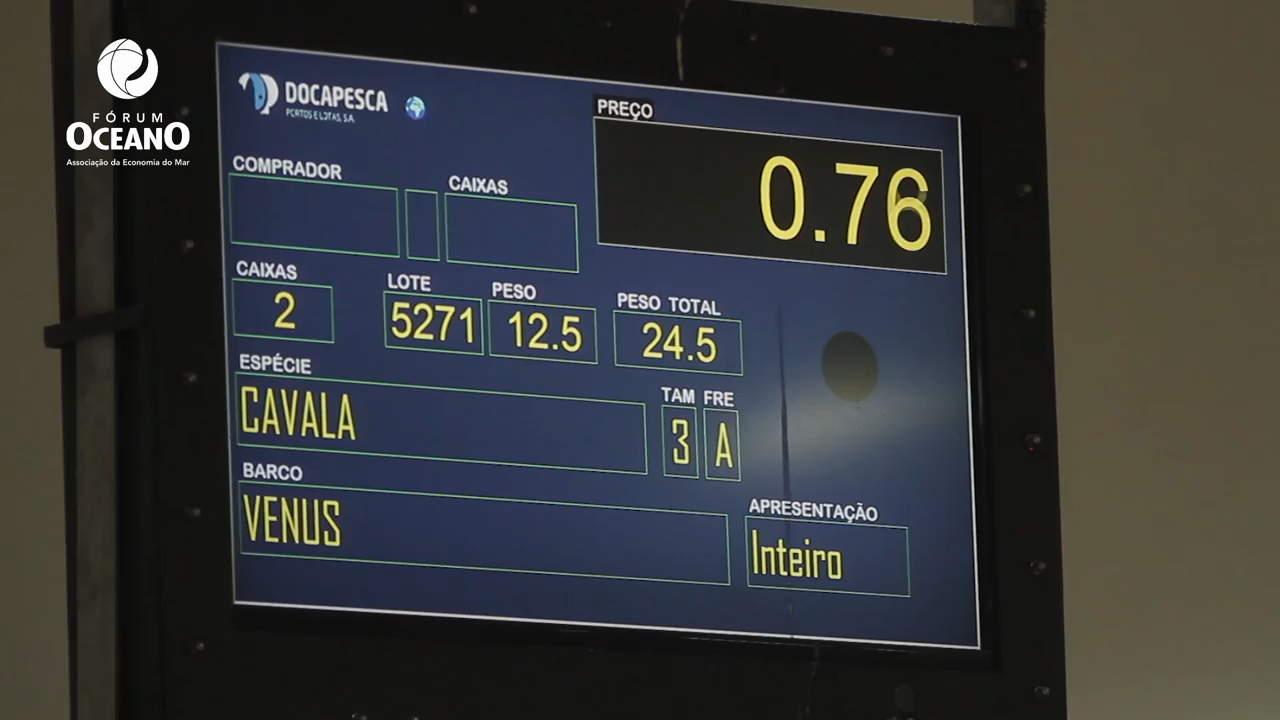 FÓRUM
OCEANO
Associação da Economia do Mar
DOCAPESCA
PORTOS E LOTAS, S.A.
PREÇO
0.76
COMPRADOR
CAIXAS
CAIXAS
2
LOTE
5271
PESO
12.5
PESO TOTAL
24.5
ESPÉCIE
CAVALA
TAM
3
FRE
A
BARCO
VENUS
APRESENTAÇÃO
Inteiro